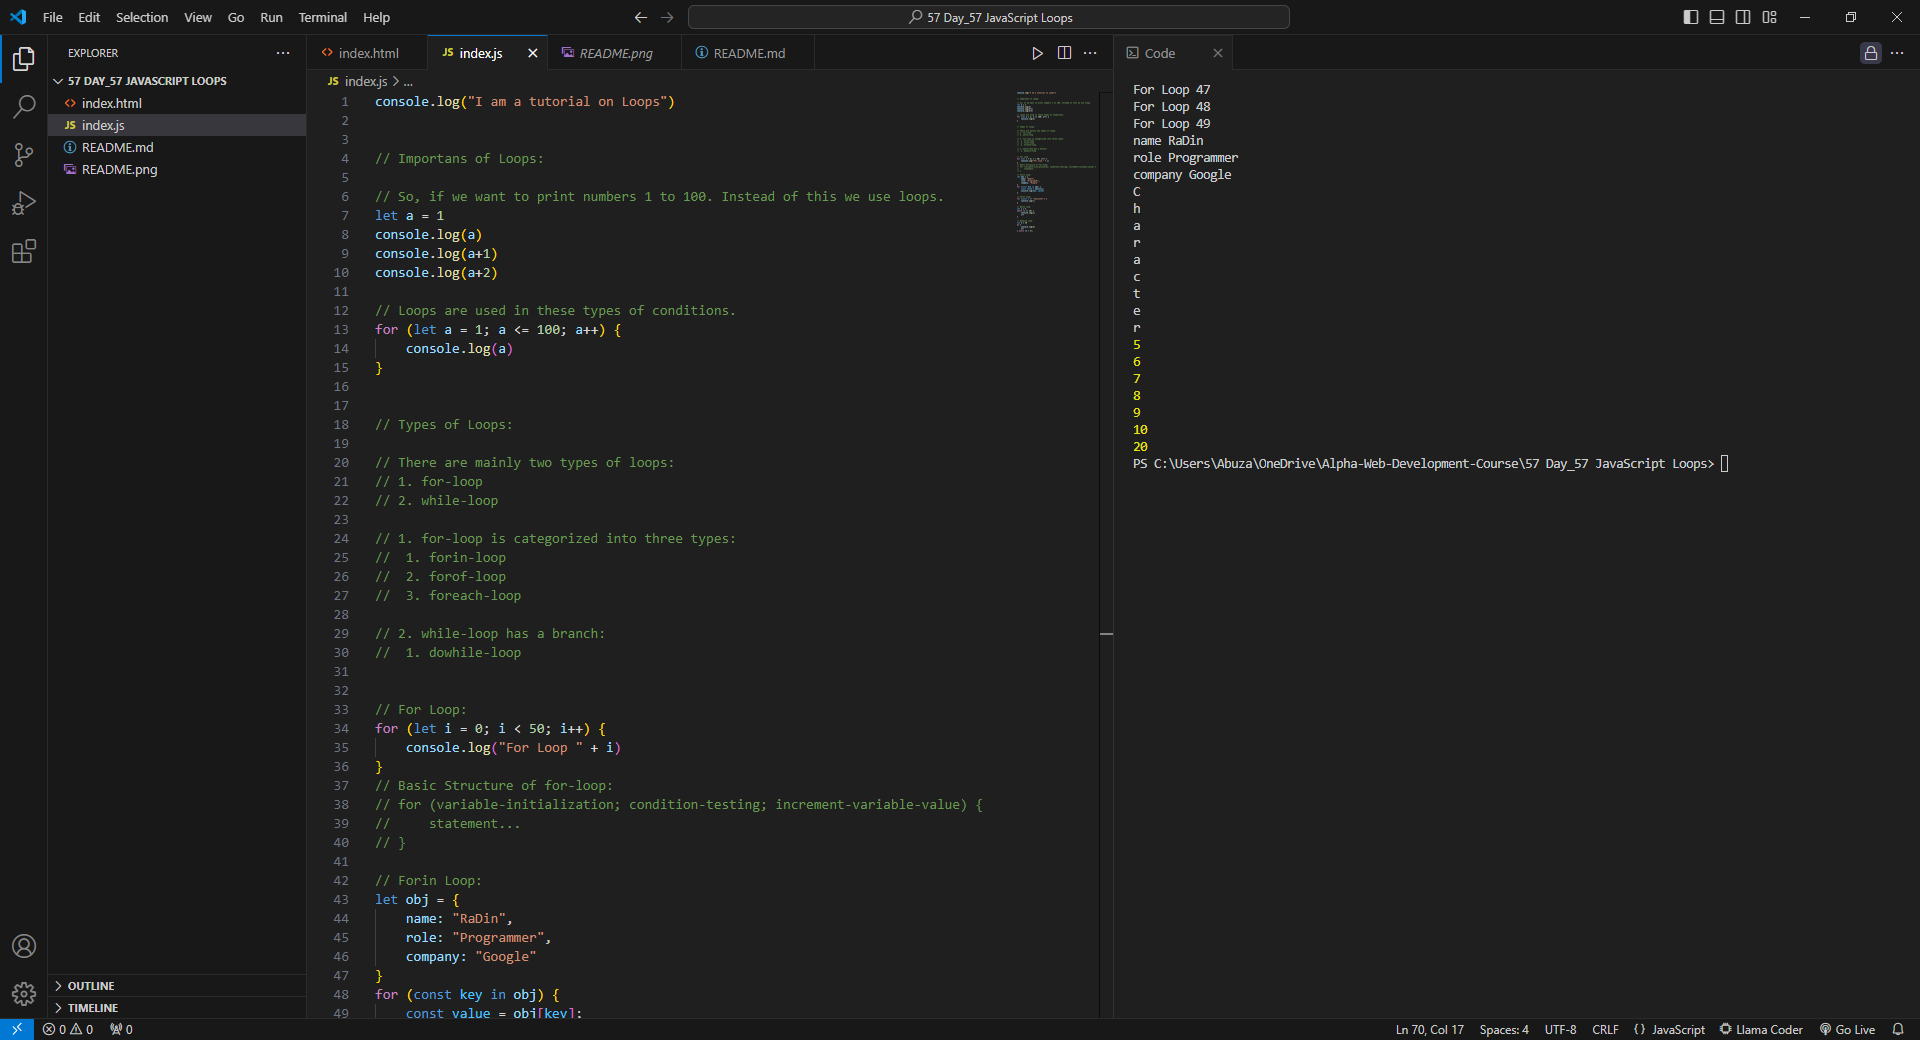 File Edit Selection View Go Run Terminal Help
57 Day_57 JavaScript Loops
EXPLORER
57 DAY_57 JAVASCRIPT LOOPS
index.html
JS index.js
README.md
README.png
OUTLINE
TIMELINE
index.html
JS index.js
README.png
README.md
JS index.js > ...
1 console.log("I am a tutorial on Loops")
2
3
4 // Importans of Loops:
5
6 // So, if we want to print numbers 1 to 100. Instead of this we use loops.
7 let a = 1
8 console.log(a)
9 console.log(a+1)
10 console.log(a+2)
11
12 // Loops are used in these types of conditions.
13 for (let a = 1; a <= 100; a++) {
14 console.log(a)
15 }
16
17
18 // Types of Loops:
19
20 // There are mainly two types of loops:
21 // 1. for-loop
22 // 2. while-loop
23
24 // 1. for-loop is categorized into three types:
25 //  1. forin-loop
26 //  2. forof-loop
27 //  3. foreach-loop
28
29 // 2. while-loop has a branch:
30 //  1. dowhile-loop
31
32
33 // For Loop:
34 for (let i = 0; i < 50; i++) {
35 console.log("For Loop " + i)
36 }
37 // Basic Structure of for-loop:
38 // for (variable-initialization; condition-testing; increment-variable-value) {
39 //     statement...
40 // }
41
42 // Forin Loop:
43 let obj = {
44 name: "RaDin",
45 role: "Programmer",
46 company: "Google"
47 }
48 for (const key in obj) {
49 const value = obj[key];
Code
For Loop 47
For Loop 48
For Loop 49
name RaDin
role Programmer
company Google
C
h
a
r
a
c
t
e
r
5
6
7
8
9
10
20
PS C:\Users\Abuza\OneDrive\Alpha-Web-Development-Course\57 Day_57 JavaScript Loops>
0 0 0
Ln 70, Col 17 Spaces: 4 UTF-8 CRLF {} JavaScript Llama Coder Go Live